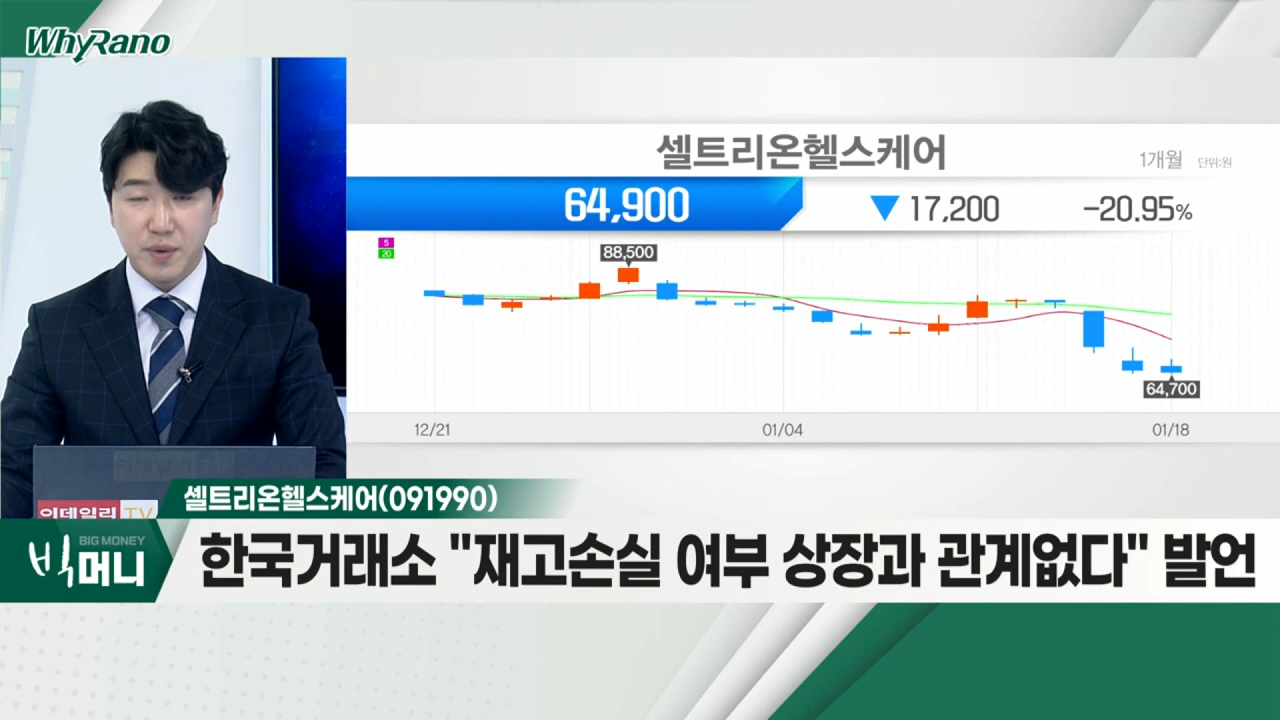 WhyRano
셀트리온헬스케어
1개월 단위:원
64,900 ▼ 17,200 -20.95%
5
20
88,500
64,700
12/21 01/04 01/18
이데일리TV
셀트리온헬스케어(091990)
BIG MONEY
빅머니
한국거래소 "재고손실 여부 상장과 관계없다" 발언